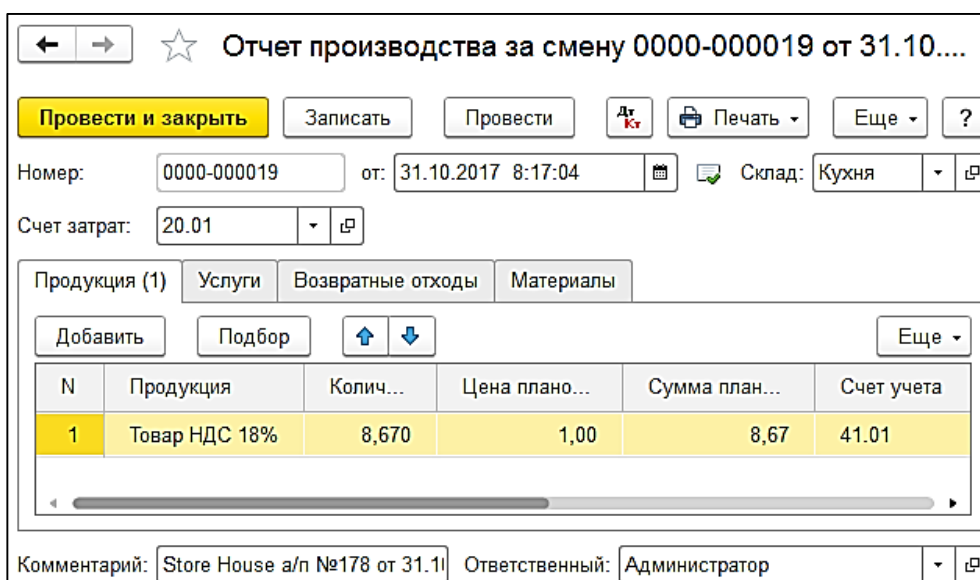 Отчет производства за смену 0000-000019 от 31.10....
Провести и закрыть Записать Провести Дт Кт Печать Еще ?
Номер: 0000-000019 от: 31.10.2017 8:17:04 Склад: Кухня
Счет затрат: 20.01
Продукция (1) Услуги Возвратные отходы Материалы
Добавить Подбор Еще
N Продукция Колич... Цена плано... Сумма план... Счет учета
1 Товар НДС 18% 8,670 1,00 8,67 41.01
Комментарий: Store House а/п №178 от 31.1 Ответственный: Администратор